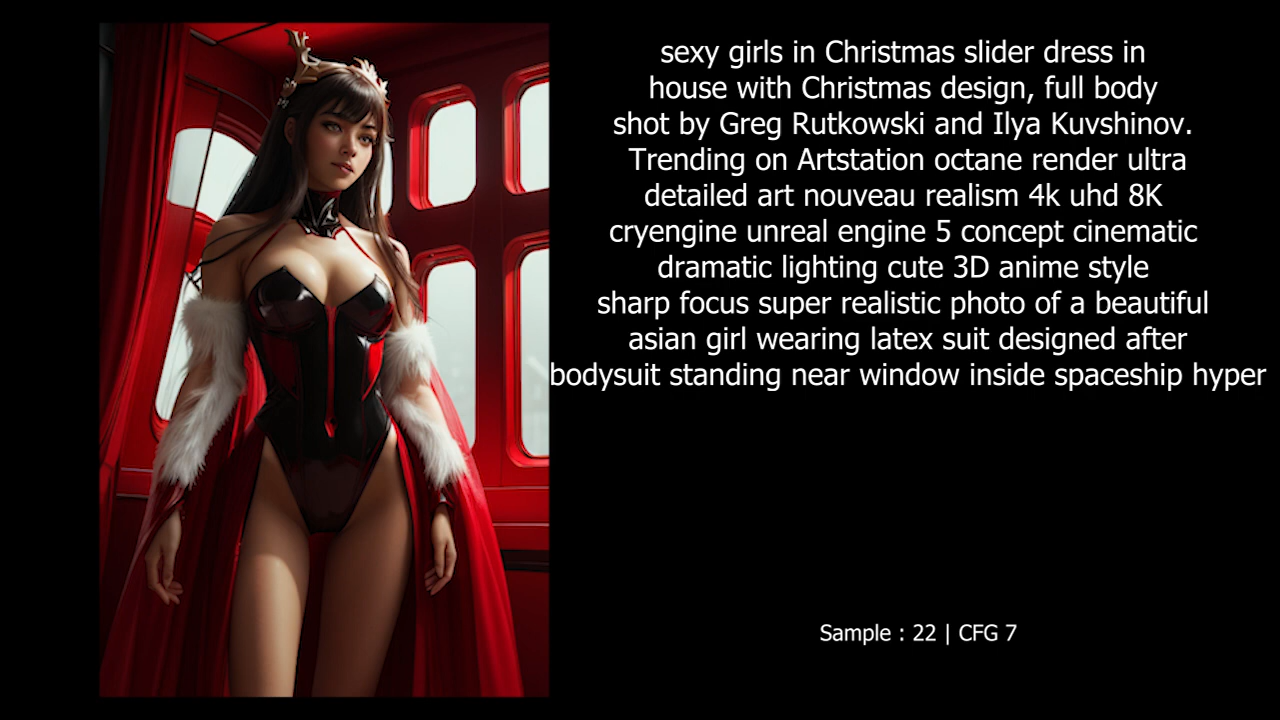 sexy girls in Christmas slider dress in
house with Christmas design, full body
shot by Greg Rutkowski and Ilya Kuvshinov.
Trending on Artstation octane render ultra
detailed art nouveau realism 4k uhd 8K
cryengine unreal engine 5 concept cinematic
dramatic lighting cute 3D anime style
sharp focus super realistic photo of a beautiful
asian girl wearing latex suit designed after
bodysuit standing near window inside spaceship hyper
Sample : 22 | CFG 7